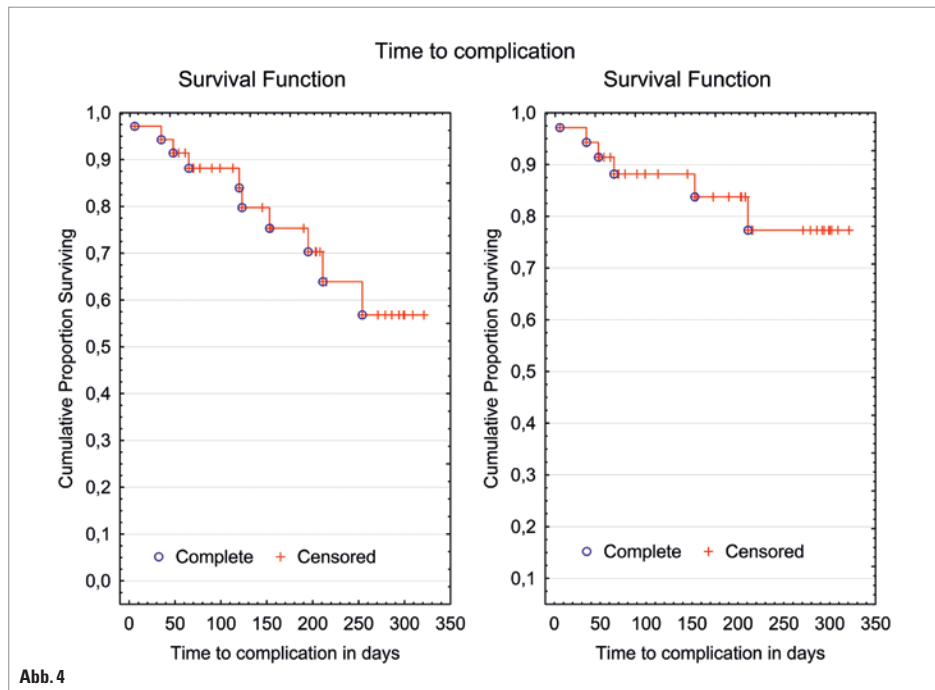 Time to complication
Survival Function
Cumulative Proportion Surviving
1,0
0,9
0,8
0,7
0,6
0,5
0,4
0,3
0,2
0,1
0,0
Complete Censored
0 50 100 150 200 250 300 350
Time to complication in days
Survival Function
Cumulative Proportion Surviving
1,0
0,9
0,8
0,7
0,6
0,5
0,4
0,3
0,2
0,1
Complete Censored
0 50 100 150 200 250 300 350
Time to complication in days
Abb. 4